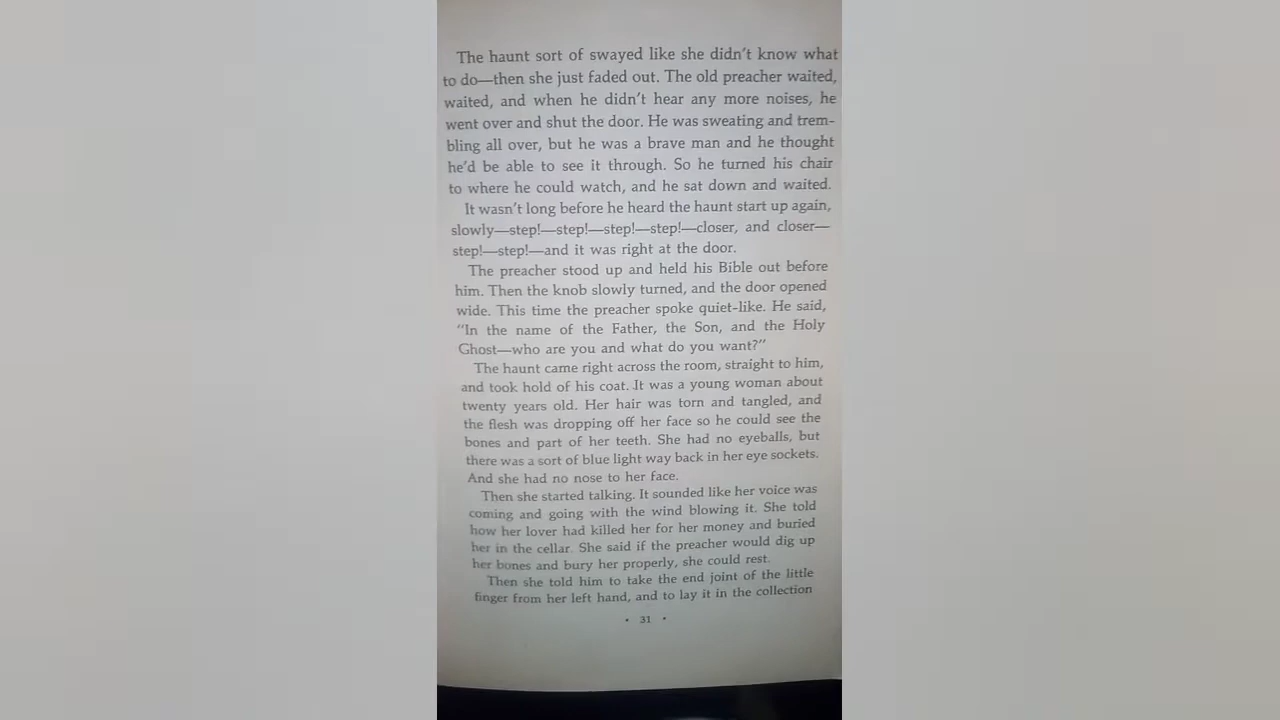 The haunt sort of swayed like she didn't know what
to do—then she just faded out. The old preacher waited,
waited, and when he didn't hear any more noises, he
went over and shut the door. He was sweating and trem-
bling all over, but he was a brave man and he thought
he'd be able to see it through. So he turned his chair
to where he could watch, and he sat down and waited.
It wasn't long before he heard the haunt start up again,
slowly—step!—step!—step!—step!—closer, and closer—
step!—step!—and it was right at the door.
The preacher stood up and held his Bible out before
him. Then the knob slowly turned, and the door opened
wide. This time the preacher spoke quiet-like. He said,
"In the name of the Father, the Son, and the Holy
Ghost—who are you and what do you want?"
The haunt came right across the room, straight to him,
and took hold of his coat. It was a young woman about
twenty years old. Her hair was torn and tangled, and
the flesh was dropping off her face so he could see the
bones and part of her teeth. She had no eyeballs, but
there was a sort of blue light way back in her eye sockets.
And she had no nose to her face.
Then she started talking. It sounded like her voice was
coming and going with the wind blowing it. She told
how her lover had killed her for her money and buried
her in the cellar. She said if the preacher would dig up
her bones and bury her properly, she could rest.
Then she told him to take the end joint of the little
finger from her left hand, and to lay it in the collection
• 31 •